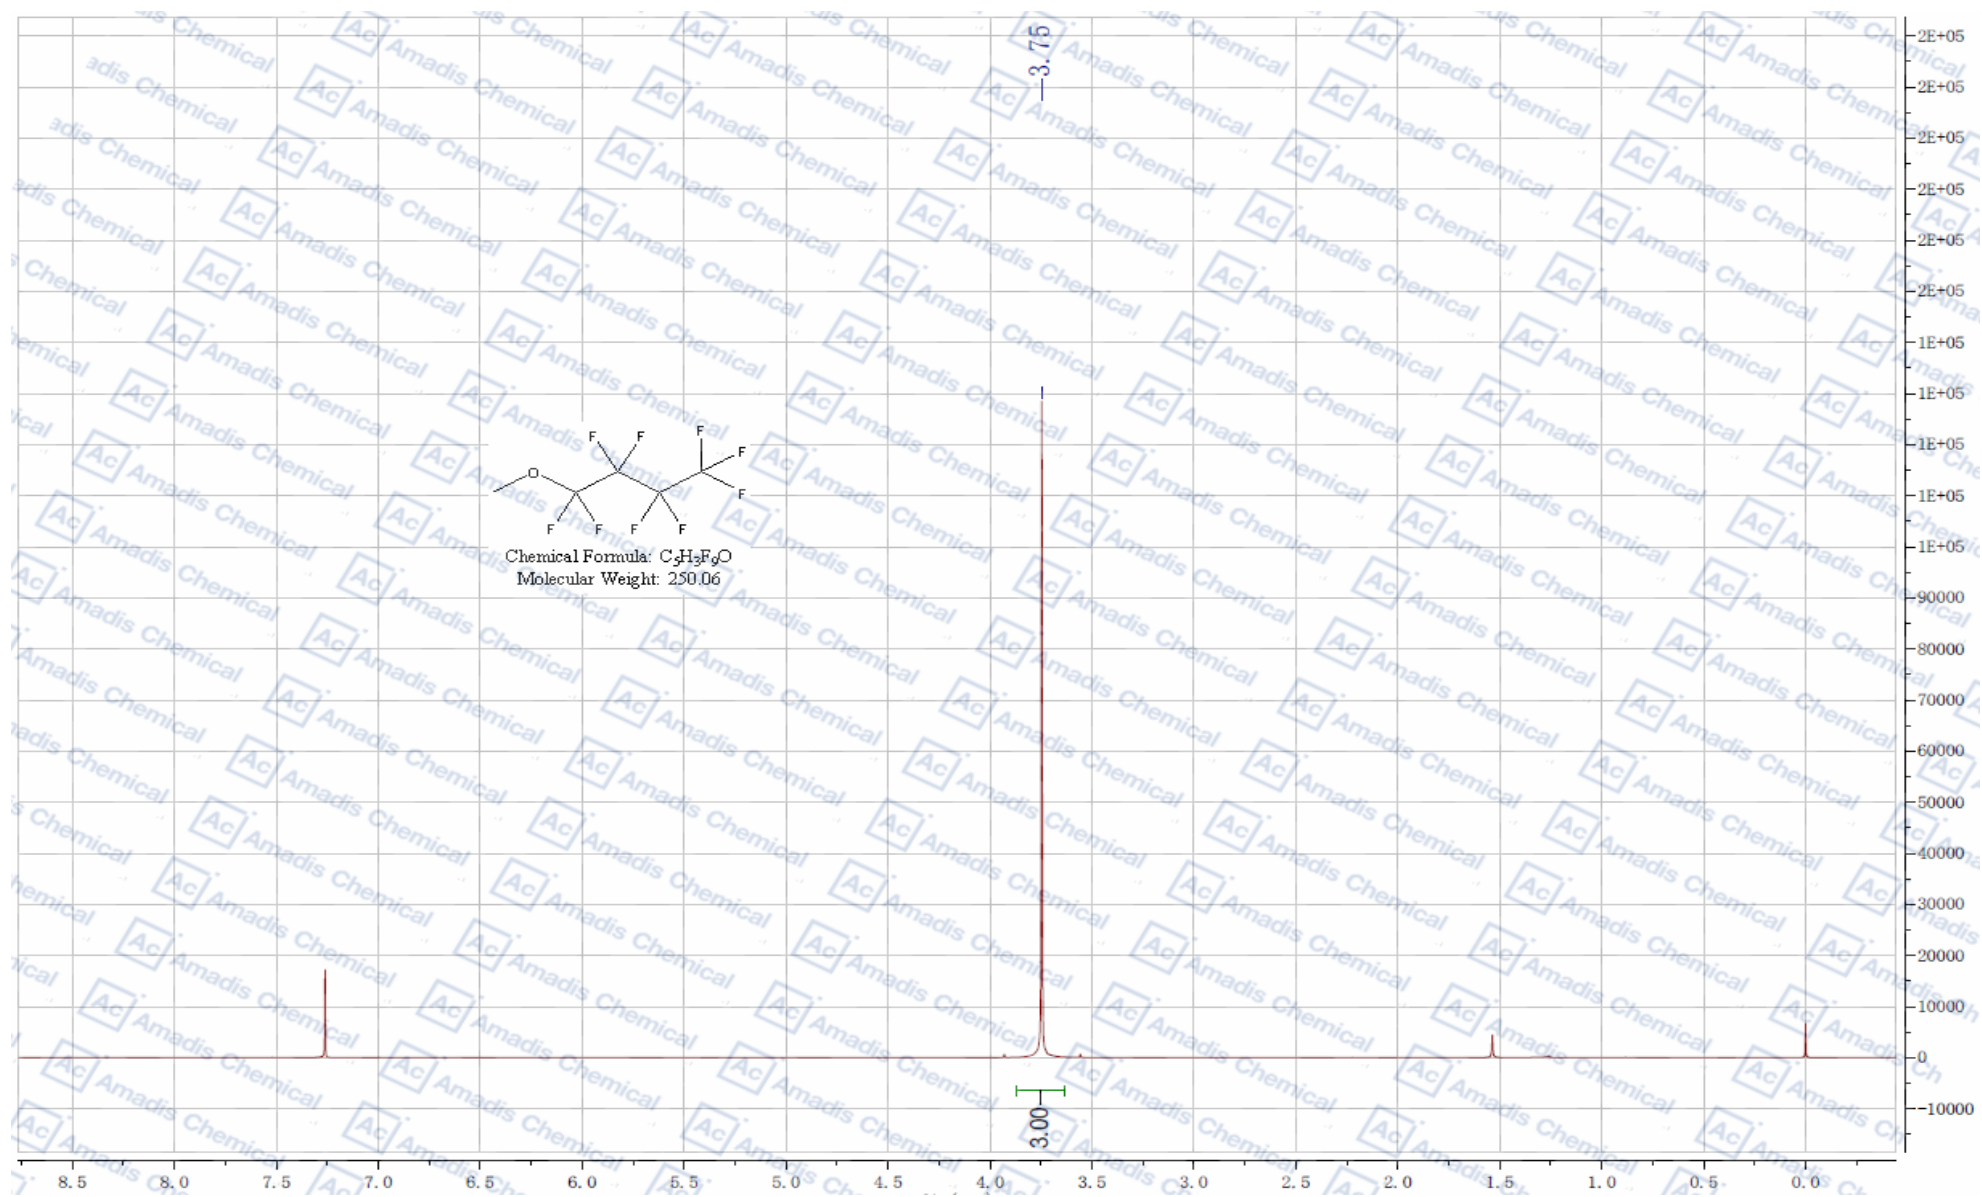 3.75
2E+05
2E+05
2E+05
2E+05
2E+05
2E+05
1E+05
1E+05
1E+05
1E+05
1E+05
90000
80000
70000
60000
50000
40000
30000
20000
10000
0
-10000
F F F F
O
F
F F F F
Chemical Formula: C5H3F9O
Molecular Weight: 250.06
3.00
8.5 8.0 7.5 7.0 6.5 6.0 5.5 5.0 4.5 4.0 3.5 3.0 2.5 2.0 1.5 1.0 0.5 0.0
Ac Amadis Chemical